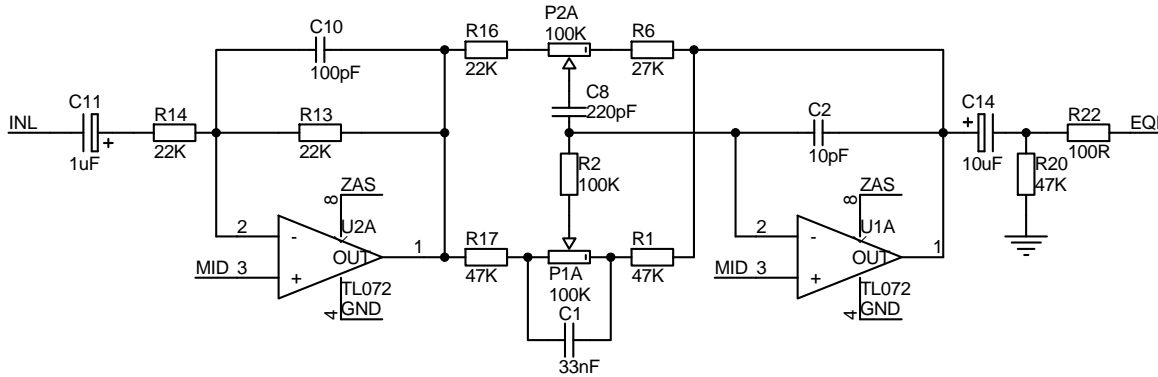 P2A
100K
C10
100pF
R16
22K
R6
27K
C8
220pF
INL
C11
+
1uF
R14
22K
R13
22K
C2
10pF
C14
+
10uF
R22
100R
EQL
R2
100K
R20
47K
8
ZAS
U2A
2
-
OUT
1
MID
3
+
TL072
4
GND
R17
47K
P1A
100K
R1
47K
C1
33nF
8
ZAS
U1A
2
-
OUT
1
MID
3
+
TL072
4
GND